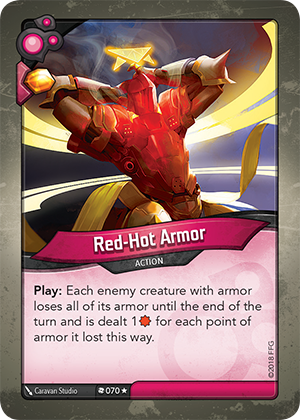 Red-Hot Armor
ACTION
Play: Each enemy creature with armor
loses all of its armor until the end of the
turn and is dealt 1 for each point of
armor it lost this way.
©2018 FFG
Caravan Studio
070 ★